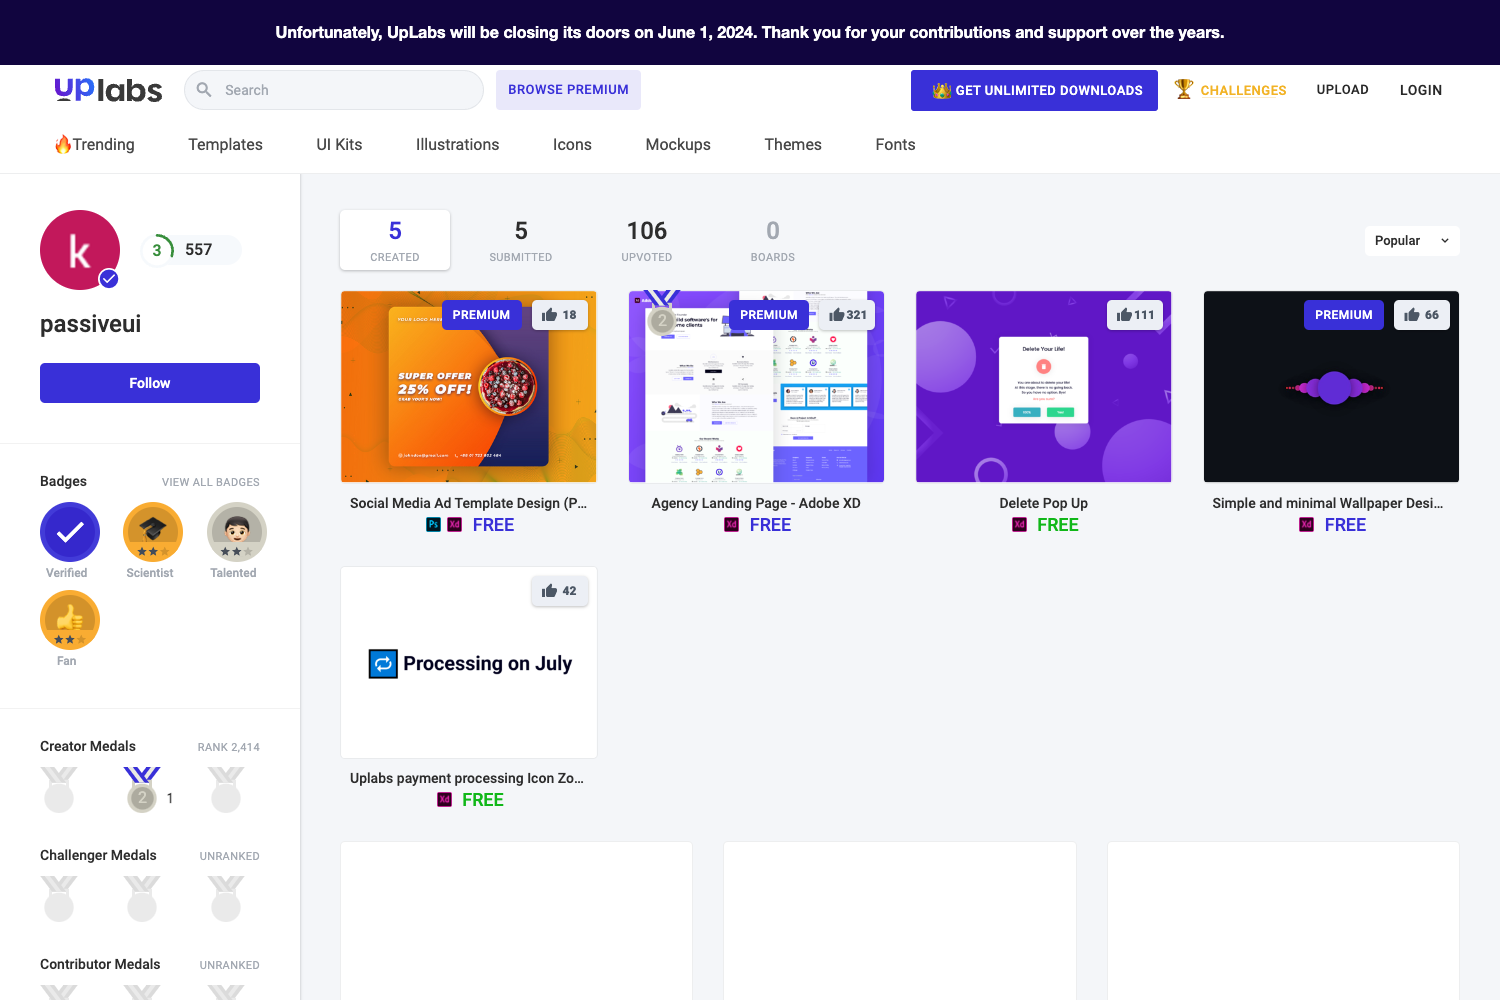 Unfortunately, UpLabs will be closing its doors on June 1, 2024. Thank you for your contributions and support over the years.
uplabs
Search
BROWSE PREMIUM
GET UNLIMITED DOWNLOADS
CHALLENGES
UPLOAD
LOGIN
Trending
Templates
UI Kits
Illustrations
Icons
Mockups
Themes
Fonts
k
3
557
passiveui
Follow
Badges
VIEW ALL BADGES
Verified
Scientist
Talented
Fan
Creator Medals
RANK 2,414
2
1
Challenger Medals
UNRANKED
Contributor Medals
UNRANKED
5
CREATED
5
SUBMITTED
106
UPVOTED
0
BOARDS
Popular
PREMIUM
18
SUPER OFFER
25% OFF!
GRAB YOUR'S NOW!
Social Media Ad Template Design (P...
Ps
Xd
FREE
2
PREMIUM
321
Agency Landing Page - Adobe XD
Xd
FREE
111
Delete Your Life!
Delete Pop Up
Xd
FREE
PREMIUM
66
Simple and minimal Wallpaper Desi...
Xd
FREE
42
Processing on July
Uplabs payment processing Icon Zo...
Xd
FREE